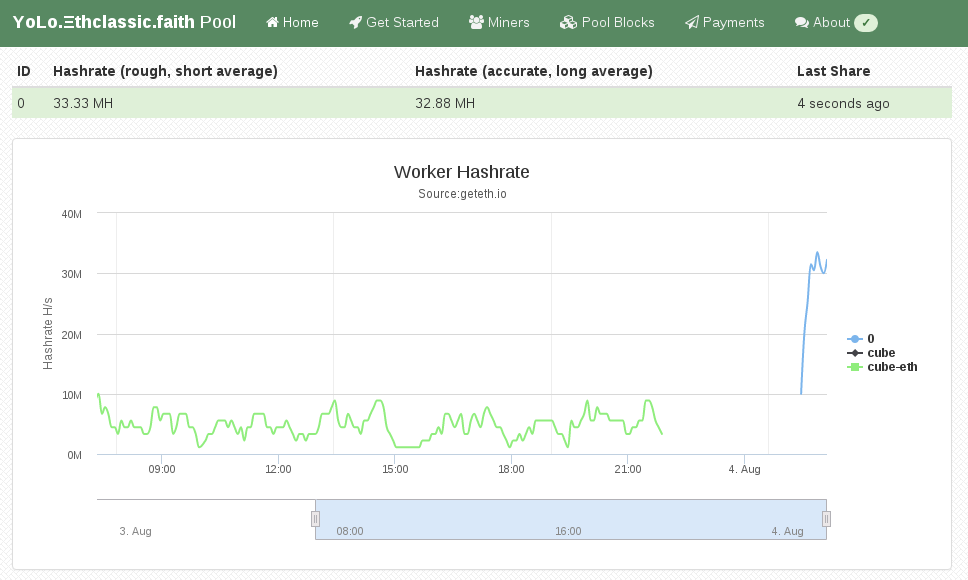 YoLo.Ξthclassic.faith Pool Home Get Started Miners Pool Blocks Payments About ✓
ID Hashrate (rough, short average) Hashrate (accurate, long average) Last Share
0 33.33 MH 32.88 MH 4 seconds ago
Worker Hashrate
Source:geteth.io
Hashrate H/s
40M
30M
20M
10M
0M
0
cube
cube-eth
09:00 12:00 15:00 18:00 21:00 4. Aug
3. Aug 08:00 16:00 4. Aug